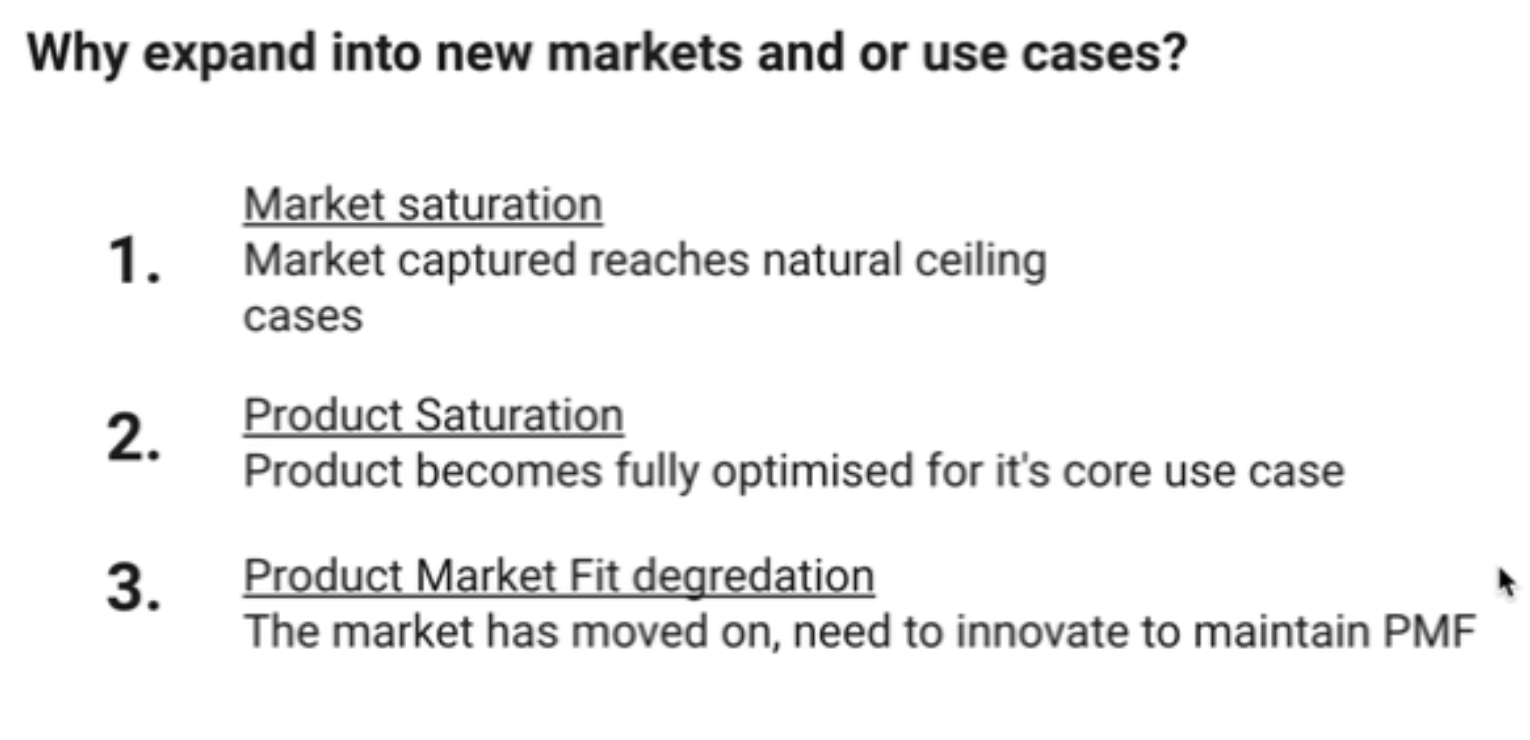 Why expand into new markets and or use cases?
1.
Market saturation
Market captured reaches natural ceiling
cases
2.
Product Saturation
Product becomes fully optimised for it's core use case
3.
Product Market Fit degredation
The market has moved on, need to innovate to maintain PMF